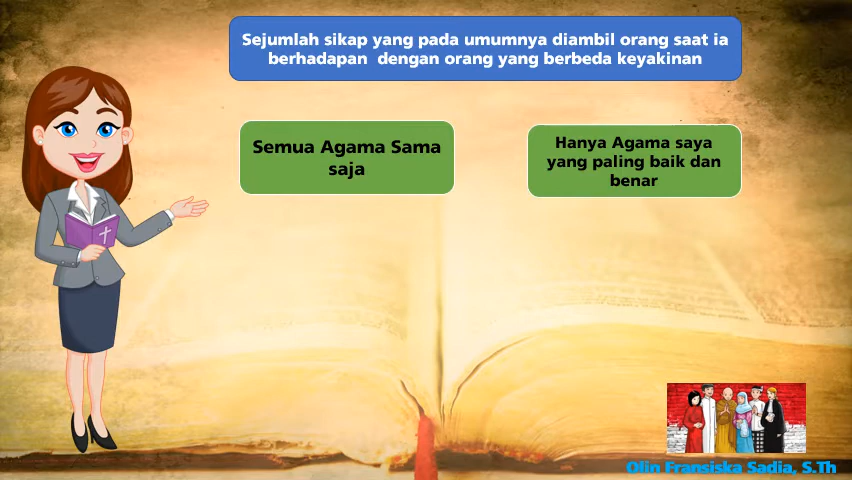 Sejumlah sikap yang pada umumnya diambil orang saat ia
berhadapan dengan orang yang berbeda keyakinan
Semua Agama Sama
saja
Hanya Agama saya
yang paling baik dan
benar
Olin Fransiska Sadia, S.Th